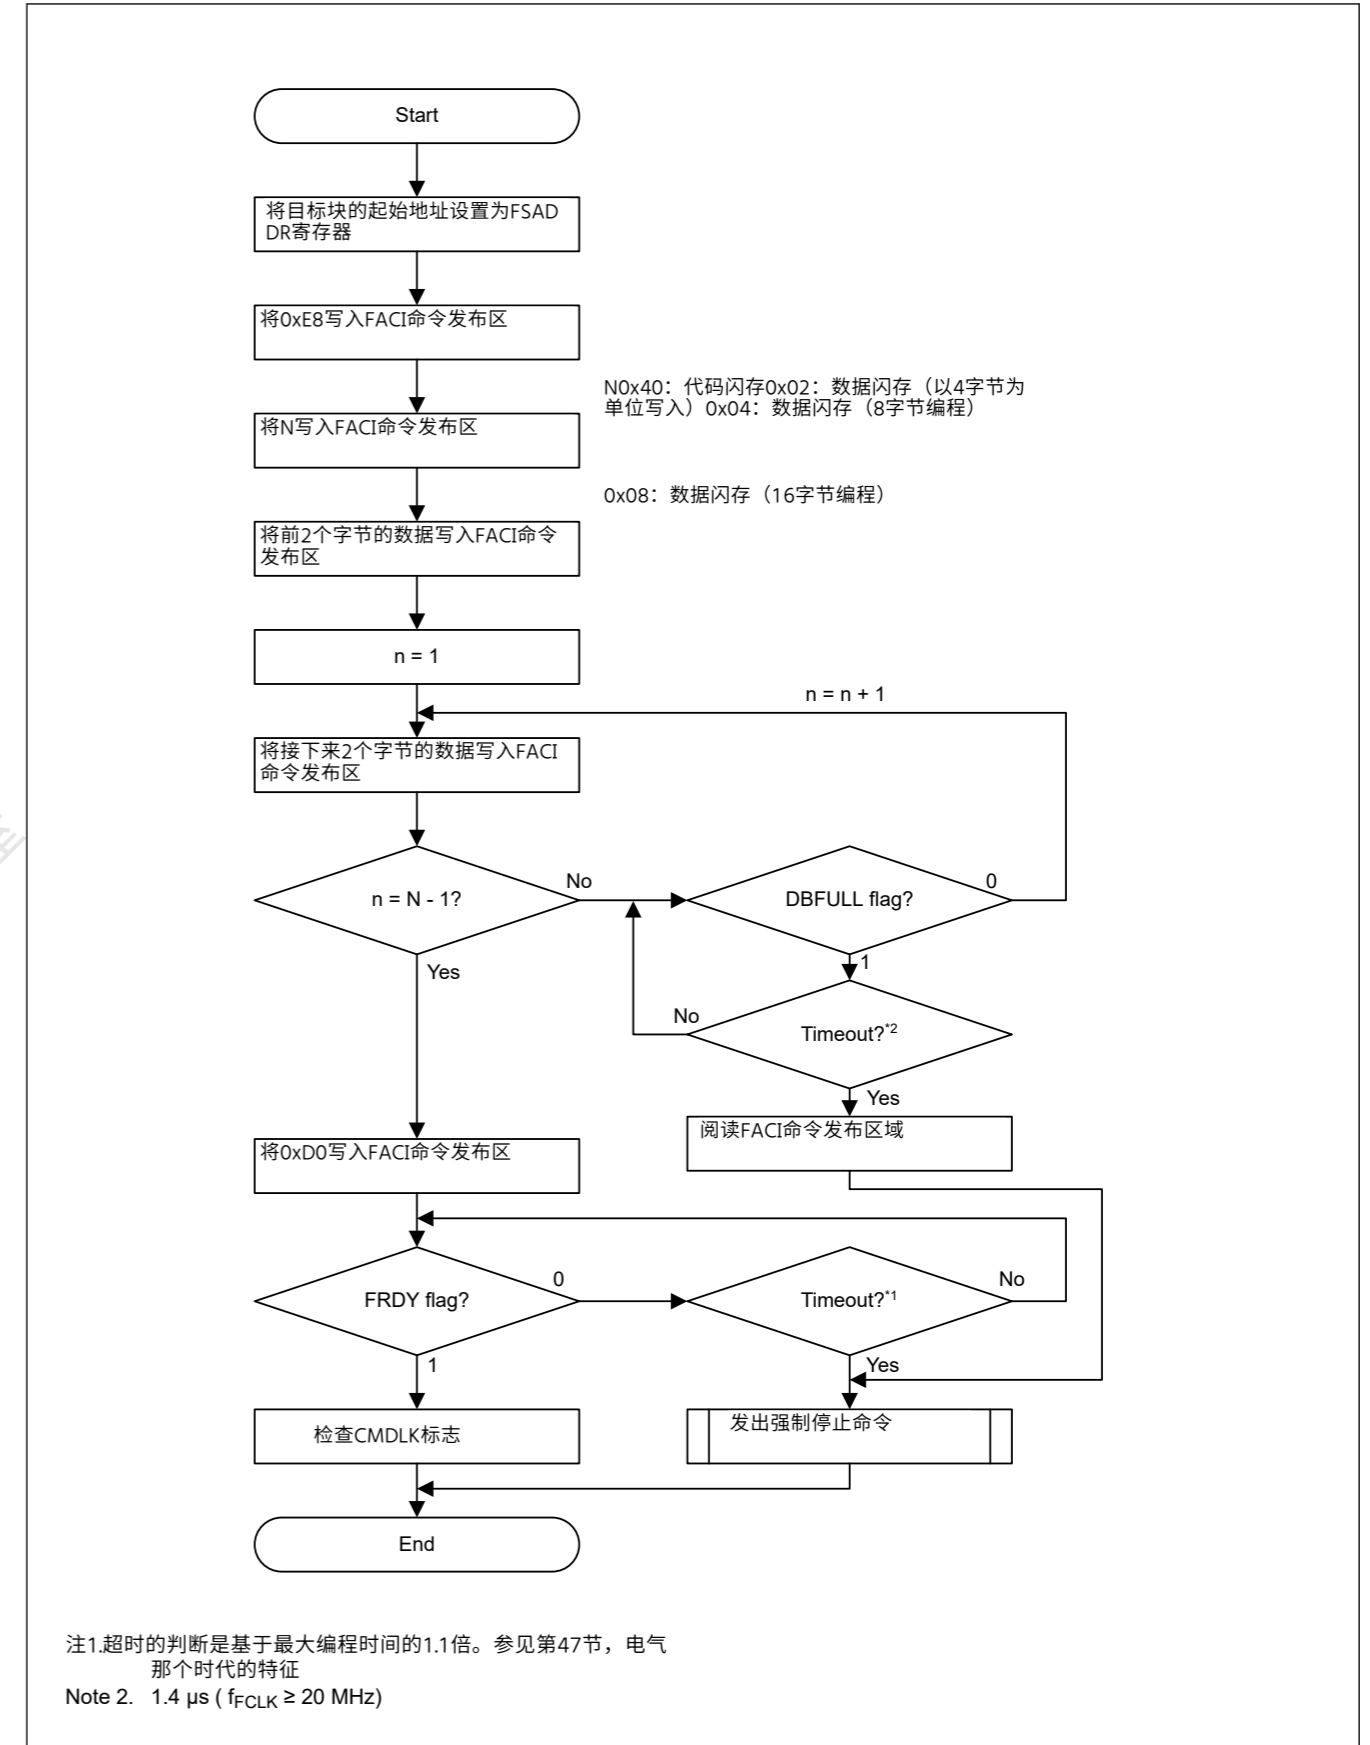 Start
将目标块的起始地址设置为FSAD
DR寄存器
将0xE8写入FACI命令发布区
N0x40：代码闪存0x02：数据闪存（以4字节为
单位写入）0x04：数据闪存（8字节编程）
将N写入FACI命令发布区
0x08：数据闪存（16字节编程）
将前2个字节的数据写入FACI命令
发布区
n = 1
n = n + 1
将接下来2个字节的数据写入FACI
命令发布区
n = N - 1?
No
DBFULL flag?
0
Yes
1
No
Timeout?*2
Yes
阅读FACI命令发布区域
将0xD0写入FACI命令发布区
FRDY flag?
0
Timeout?*1
No
1
Yes
检查CMDLK标志
发出强制停止命令
End
注1.超时的判断是基于最大编程时间的1.1倍。参见第47节，电气
那个时代的特征
Note 2. 1.4 µs ( fFCLK ≥ 20 MHz)